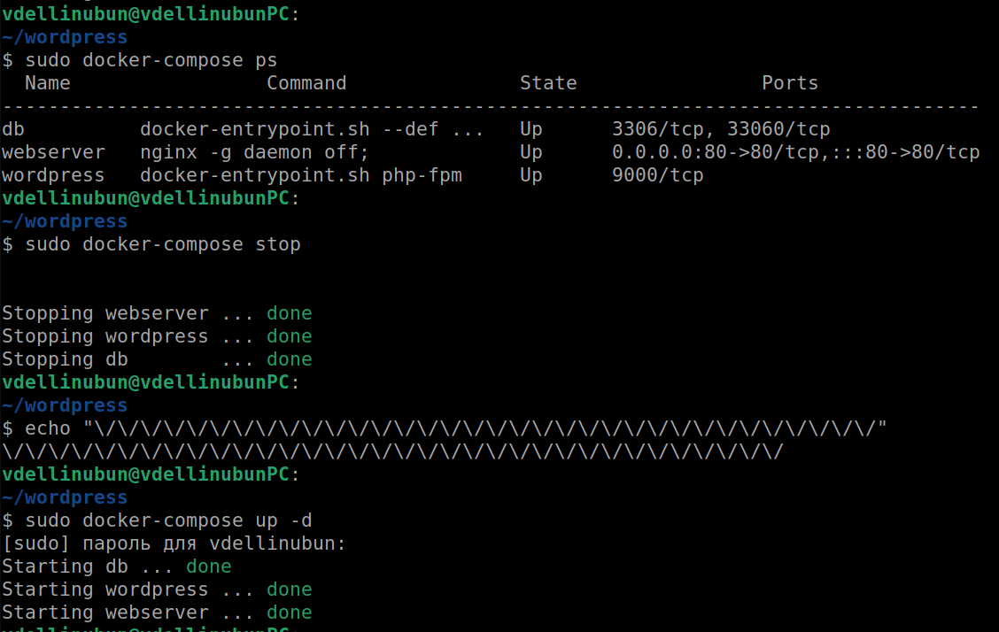 vdellinubun@vdellinubunPC:
~/wordpress
$ sudo docker-compose ps
  Name                 Command               State                Ports
-------------------------------------------------------------------------------------
db          docker-entrypoint.sh --def ...   Up      3306/tcp, 33060/tcp
webserver   nginx -g daemon off;             Up      0.0.0.0:80->80/tcp,:::80->80/tcp
wordpress   docker-entrypoint.sh php-fpm     Up      9000/tcp
vdellinubun@vdellinubunPC:
~/wordpress
$ sudo docker-compose stop
Stopping webserver ... done
Stopping wordpress ... done
Stopping db        ... done
vdellinubun@vdellinubunPC:
~/wordpress
$ echo "\/\/\/\/\/\/\/\/\/\/\/\/\/\/\/\/\/\/\/\/\/\/\/\/\/\/\/\/\/\/\/\/\/\/"
\/\/\/\/\/\/\/\/\/\/\/\/\/\/\/\/\/\/\/\/\/\/\/\/\/\/\/\/\/\/\/\/\/\/
vdellinubun@vdellinubunPC:
~/wordpress
$ sudo docker-compose up -d
[sudo] пароль для vdellinubun:
Starting db ... done
Starting wordpress ... done
Starting webserver ... done